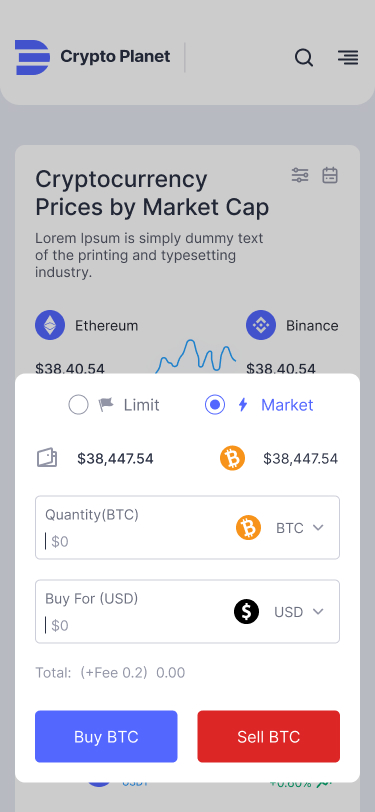 Crypto Planet
Cryptocurrency
Prices by Market Cap
Lorem Ipsum is simply dummy text
of the printing and typesetting
industry.
Ethereum
Binance
$38,40.54
$38,40.54
Limit
Market
$38,447.54
$38,447.54
Quantity(BTC)
$0
BTC
Buy For (USD)
$0
USD
Total: (+Fee 0.2) 0.00
Buy BTC
Sell BTC
USDT
+0.60%